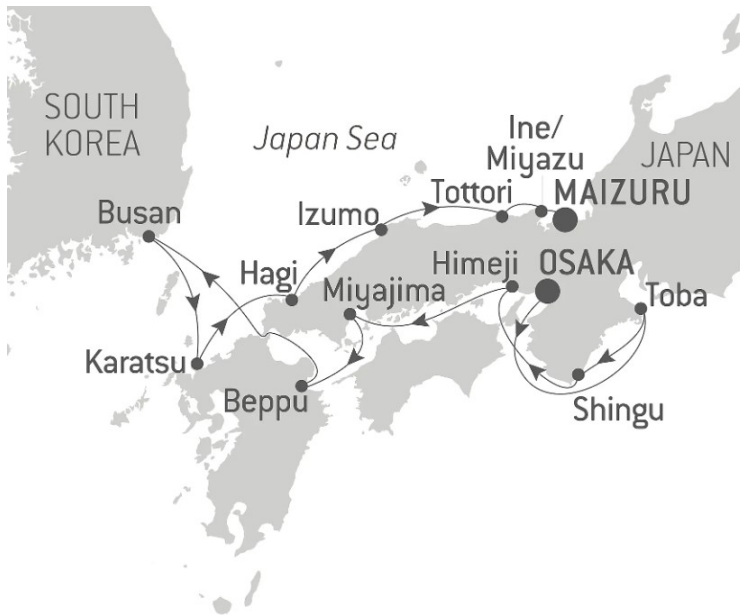 SOUTH
KOREA
Japan Sea
Ine/
Miyazu
JAPAN
Tottori
MAIZURU
Busan
Izumo
Himeji
OSAKA
Hagi
Miyajima
Toba
Karatsu
Beppu
Shingu